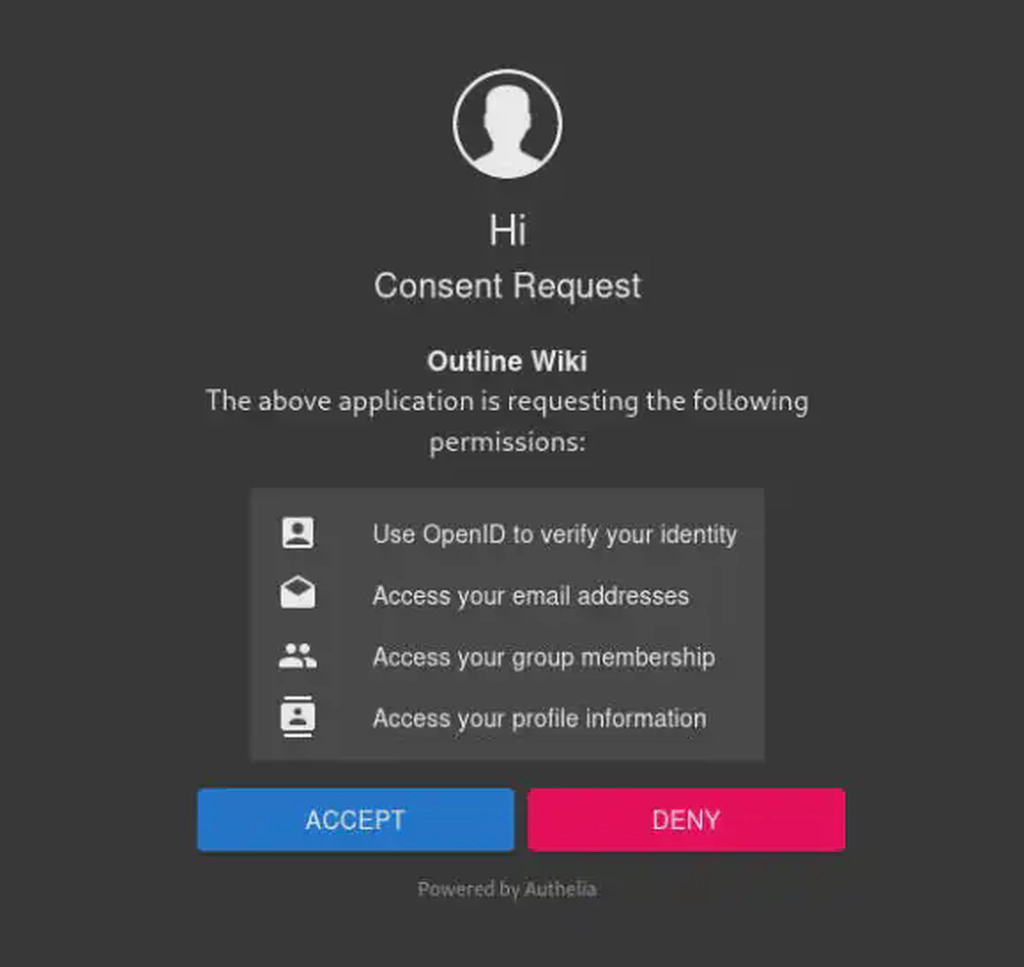 Hi
Consent Request
Outline Wiki
The above application is requesting the following
permissions:
Use OpenID to verify your identity
Access your email addresses
Access your group membership
Access your profile information
ACCEPT
DENY
Powered by Authelia